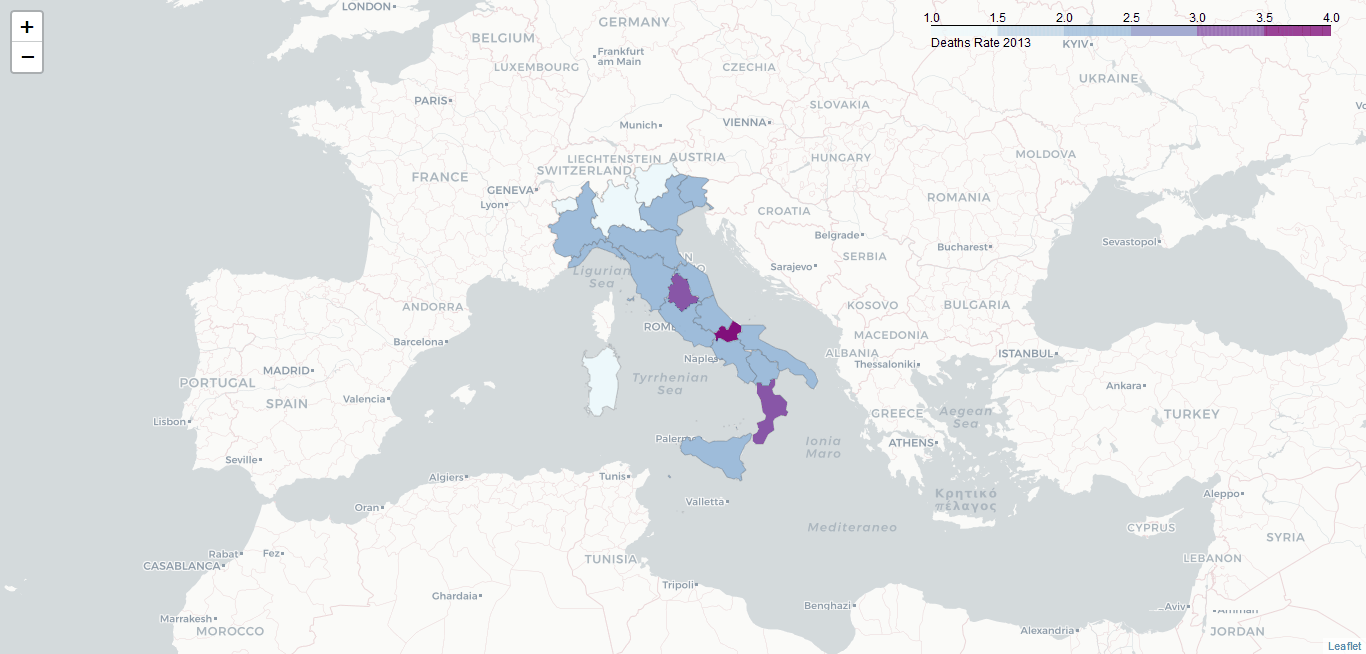 +
−
1.0 1.5 2.0 2.5 3.0 3.5 4.0
Deaths Rate 2013
LONDON
GERMANY
BELGIUM
Frankfurt
am Main
KYIV
LUXEMBOURG
CZECHIA
UKRAINE
PARIS
SLOVAKIA
Munich
VIENNA
LIECHTENSTEIN
AUSTRIA
HUNGARY
MOLDOVA
SWITZERLAND
FRANCE
GENEVA
Lyon
ROMANIA
CROATIA
Belgrade
Sevastopol
Bucharest
SERBIA
Sarajevo
Ligurian
Sea
ANDORRA
KOSOVO
BULGARIA
ROME
MACEDONIA
Barcelona
ALBANIA
ISTANBUL
Naples
Thessaloniki
MADRID
Tyrrhenian
Sea
PORTUGAL
Ankara
Valencia
SPAIN
Aegean
Sea
GREECE
TURKEY
Lisbon
Ionia
Maro
ATHENS
Palermo
Seville
Algiers
Tunis
Κρητικό
πέλαγος
Aleppo
Valletta
Oran
Mediteraneo
CYPRUS
SYRIA
Rabat
Fez
TUNISIA
LEBANON
CASABLANCA
Tripoli
Ghardaia
Benghazi
Aviv
Amman
Marrakesh
MOROCCO
Alexandria
JORDAN
Leaflet